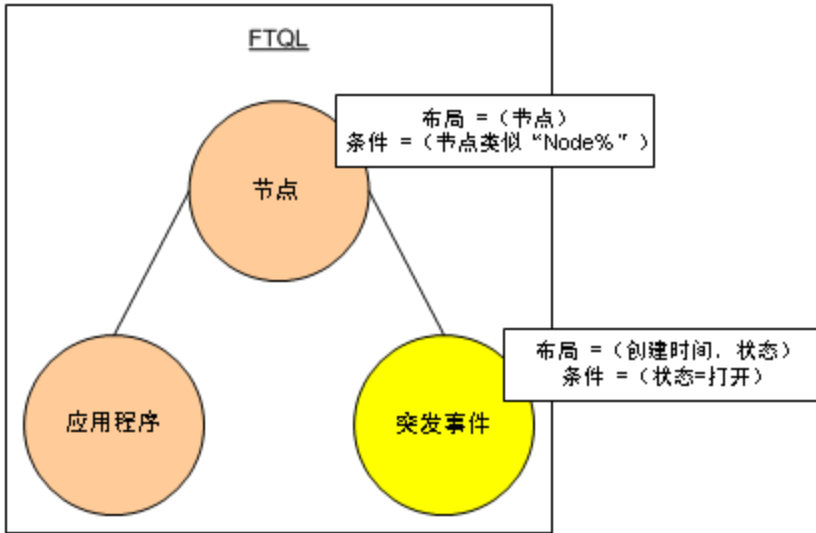 FTQL
布局 =（节点）
条件 =（节点类似 “Node%”）
节点
布局 =（创建时间，状态）
条件 =（状态=打开）
应用程序
突发事件